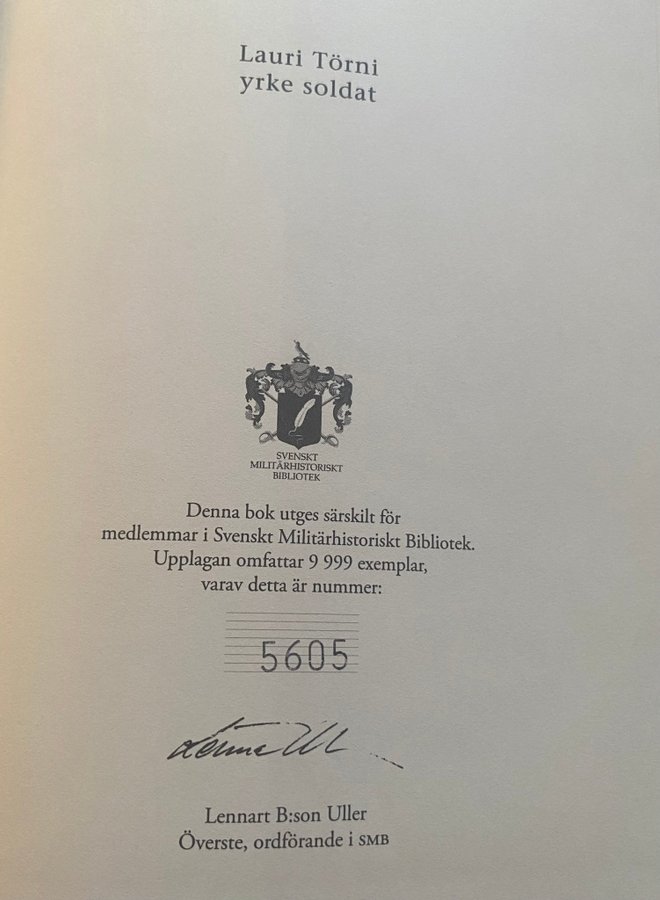 Lauri Törni
yrke soldat
SVENSKT
MILITÄRHISTORISKT
BIBLIOTEK
Denna bok utges särskilt för
medlemmar i Svenskt Militärhistoriskt Bibliotek.
Upplagan omfattar 9 999 exemplar,
varav detta är nummer:
5605
Lennart B:son Uller
Överste, ordförande i SMB